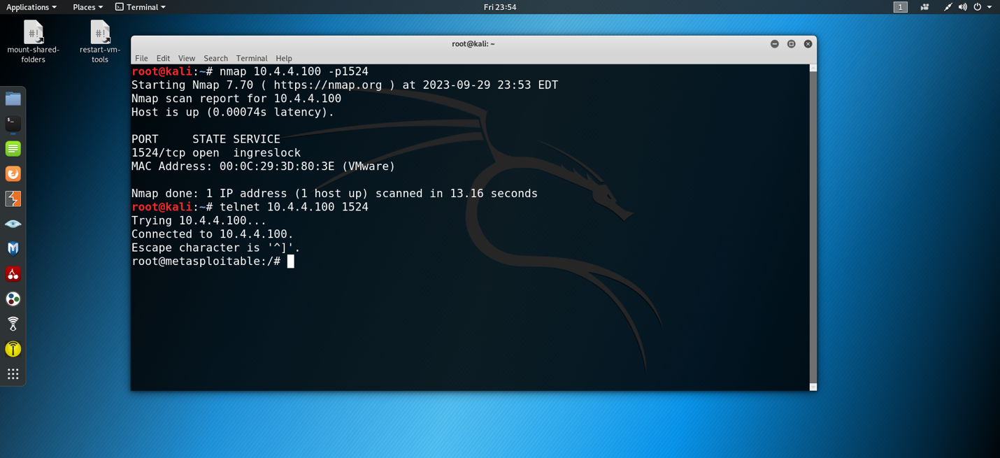 Applications Places Terminal Fri 23:54 1
#! #!
mount-shared-
folders
restart-vm-
tools
root@kali: ~
File Edit View Search Terminal Help
root@kali:~# nmap 10.4.4.100 -p1524
Starting Nmap 7.70 ( https://nmap.org ) at 2023-09-29 23:53 EDT
Nmap scan report for 10.4.4.100
Host is up (0.00074s latency).
PORT     STATE SERVICE
1524/tcp open  ingreslock
MAC Address: 00:0C:29:3D:80:3E (VMware)
Nmap done: 1 IP address (1 host up) scanned in 13.16 seconds
root@kali:~# telnet 10.4.4.100 1524
Trying 10.4.4.100...
Connected to 10.4.4.100.
Escape character is '^]'.
root@metasploitable:/#